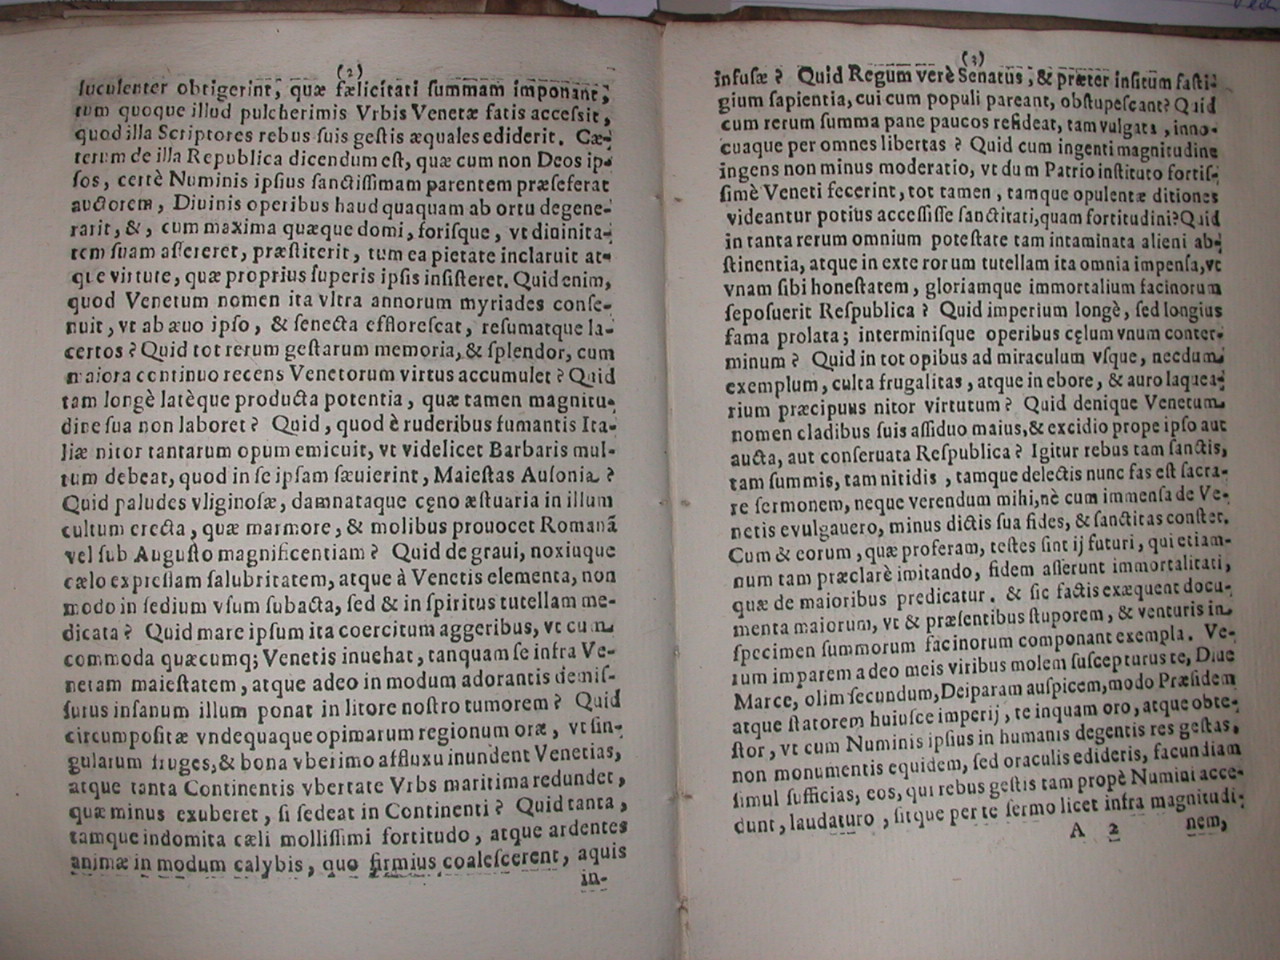 (2)
luculenter obtigerint, quæ fælicitati summam imponant,
tum quoque illud pulcherimis Vrbis Venetæ fatis accessit,
quod illa Scriptores rebus suis gestis æquales ediderit. Cæ-
terum de illa Republica dicendum est, quæ cum non Deos ip-
sos, certè Numinis ipsius sanctissimam parentem præseferat
auctorem, Diuinis operibus haud quaquam ab ortu degene-
rarit, &, cum maxima quæque domi, forisque, vt diuinita-
tem suam assereret, præstiterit, tum ea pietate inclaruit at-
que virtute, quæ proprius superis ipsis insisteret. Quid enim,
quod Venetum nomen ita vltra annorum myriades conse-
nuit, vt ab æuo ipso, & senecta efflorescat, resumatque la-
certos? Quid tot rerum gestarum memoria, & splendor, cum
maiora continuo recens Venetorum virtus accumulet? Quid
tam longè latèque producta potentia, quæ tamen magnitu-
dine sua non laboret? Quid, quod è ruderibus fumantis Ita-
liæ nitor tantarum opum emicuit, vt videlicet Barbaris mul-
tum debeat, quod in se ipsam sæuierint, Maiestas Ausonia?
Quid paludes vliginosæ, damnataque cęno æstuaria in illum
cultum erecta, quæ marmore, & molibus prouocet Romanã
vel sub Augusto magnificentiam? Quid de graui, noxiuque
cælo expressam salubritatem, atque à Venetis elementa, non
modo in sedium vsum subacta, sed & in spiritus tutellam me-
dicata? Quid mare ipsum ita coercitum aggeribus, vt cum
commoda quæcumq; Venetis inuehat, tanquam se infra Ve-
netam maiestatem, atque adeo in modum adorantis demis-
surus insanum illum ponat in litore nostro tumorem? Quid
circumpositæ vndequaque opimarum regionum oræ, vt sin-
gularum fruges, & bona vberimo affluxu inundent Venetias,
atque tanta Continentis vbertate Vrbs maritima redundet,
quæ minus exuberet, si sedeat in Continenti? Quid tanta,
tamque indomita cæli mollissimi fortitudo, atque ardentes
animæ in modum calybis, quo firmius coalescerent, aquis
in-
(3)
infusæ? Quid Regum verè Senatus, & præter insitum fasti-
gium sapientia, cui cum populi pareant, obstupescant? Quid
cum rerum summa pane paucos resideat, tam vulgata, inno-
cuaque per omnes libertas? Quid cum ingenti magnitudine
ingens non minus moderatio, vt dum Patrio instituto fortis-
simè Veneti fecerint, tot tamen, tamque opulentæ ditiones
videantur potius accessisse sanctitati, quam fortitudini? Quid
in tanta rerum omnium potestate tam intaminata alieni ab-
stinentia, atque in exterorum tutellam ita omnia impensa, vt
vnam sibi honestatem, gloriamque immortalium facinorum
seposuerit Respublica? Quid imperium longè, sed longius
fama prolata; interminisque operibus cęlum vnum conter-
minum? Quid in tot opibus ad miraculum vsque, necdum
exemplum, culta frugalitas, atque in ebore, & auro laquea-
rium præcipuus nitor virtutum? Quid denique Venetum
nomen cladibus suis assiduo maius, & excidio prope ipso aut
aucta, aut conseruata Respublica? Igitur rebus tam sanctis,
tam summis, tam nitidis, tamque delectis nunc fas est sacra-
re sermonem, neque verendum mihi, nè cum immensa de Ve-
netis evulgauero, minus dictis sua fides, & sanctitas constet.
Cum & eorum, quæ proferam, testes sint ij futuri, qui etiam-
num tam præclarè imitando, fidem asserunt immortalitati,
quæ de maioribus predicatur. & sic factis exæquent docu-
menta maiorum, vt & præsentibus stuporem, & venturis in
specimen summorum facinorum componant exempla. Ve-
rum imparem adeo meis viribus molem suscepturus te, Diue
Marce, olim secundum, Deiparam auspicem, modo Præsidem
atque statorem huiusce imperij, te inquam oro, atque obte-
stor, vt cum Numinis ipsius in humanis degentis res gestas,
non monumentis equidem, sed oraculis edideris, facundiam
simul sufficias, eos, qui rebus gestis tam propè Numini acce-
dunt, laudaturo, sitque per te sermo licet infra magnitudi-
A 2 nem,